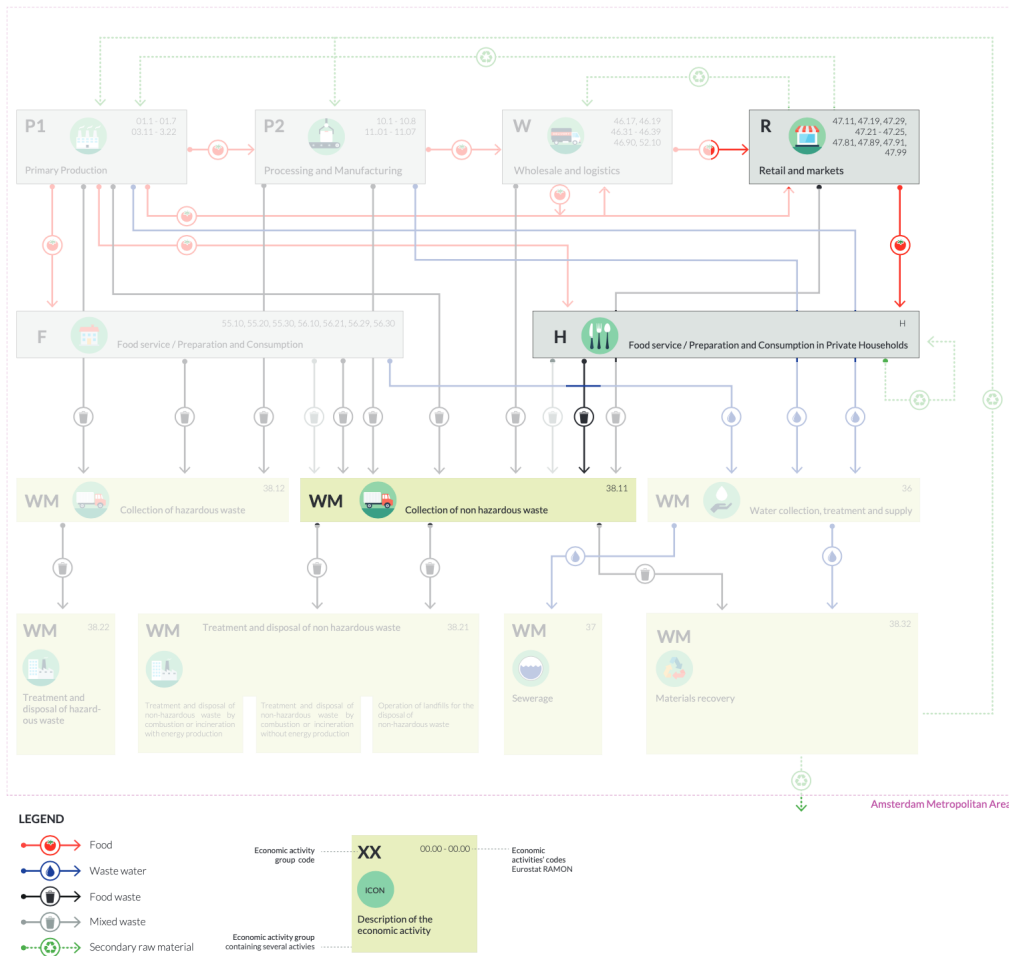 P1
01.1 - 01.7
03.11 - 3.22
Primary Production
P2
10.1 - 10.8
11.01 - 11.07
Processing and Manufacturing
W
46.17, 46.19
46.31 - 46.39
46.90, 52.10
Wholesale and logistics
R
47.11, 47.19, 47.29,
47.21 - 47.25,
47.81, 47.89, 47.91,
47.99
Retail and markets
F
55.10, 55.20, 55.30, 56.10, 56.21, 56.29, 56.30
Food service / Preparation and Consumption
H
H
Food service / Preparation and Consumption in Private Households
WM
38.12
Collection of hazardous waste
WM
38.11
Collection of non hazardous waste
WM
36
Water collection, treatment and supply
WM
38.22
Treatment and
disposal of hazard-
ous waste
WM
Treatment and disposal of non hazardous waste
38.21
Treatment and disposal of
non-hazardous waste by
combustion or incineration
with energy production
Treatment and disposal of
non-hazardous waste by
combustion or incineration
without energy production
Operation of landfills for the
disposal of
non-hazardous waste
WM
37
Sewerage
WM
38.32
Materials recovery
Amsterdam Metropolitan Area
LEGEND
Food
Waste water
Food waste
Mixed waste
Secondary raw material
Economic activity
group code
XX
00.00 - 00.00
Economic
activities' codes
Eurostat RAMON
ICON
Description of the
economic activity
Economic activity group
containing several activies